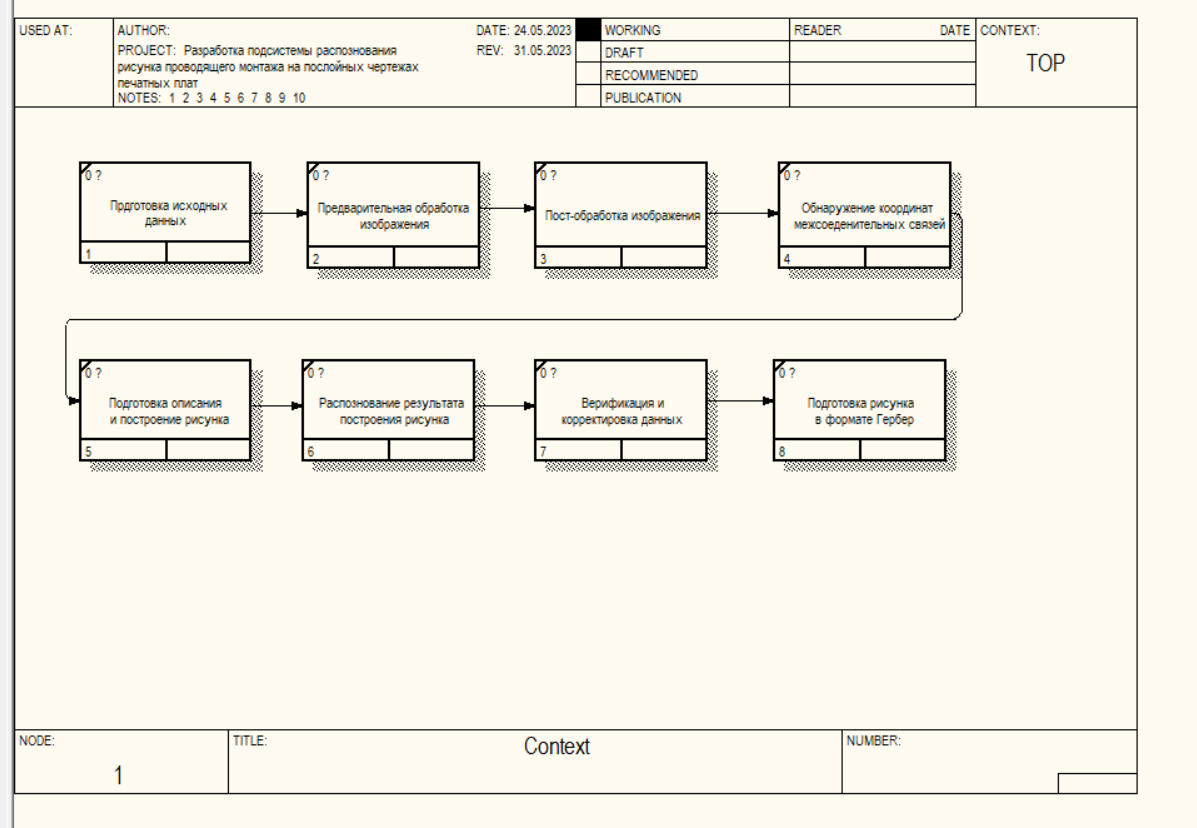 USED AT:
AUTHOR:
DATE: 24.05.2023
PROJECT: Разработка подсистемы распознования
рисунка проводящего монтажа на послойных чертежах
печатных плат
REV: 31.05.2023
NOTES: 1 2 3 4 5 6 7 8 9 10
WORKING
DRAFT
RECOMMENDED
PUBLICATION
READER
DATE
CONTEXT:
TOP
0 ?
Прдготовка исходных
данных
1
0 ?
Предварительная обработка
изображения
2
0 ?
Пост-обработка изображения
3
0 ?
Обнаружение координат
межсоеденительных связей
4
0 ?
Подготовка описания
и построение рисунка
5
0 ?
Распознование результата
построения рисунка
6
0 ?
Верификация и
корректировка данных
7
0 ?
Подготовка рисунка
в формате Гербер
8
NODE:
1
TITLE:
Context
NUMBER: